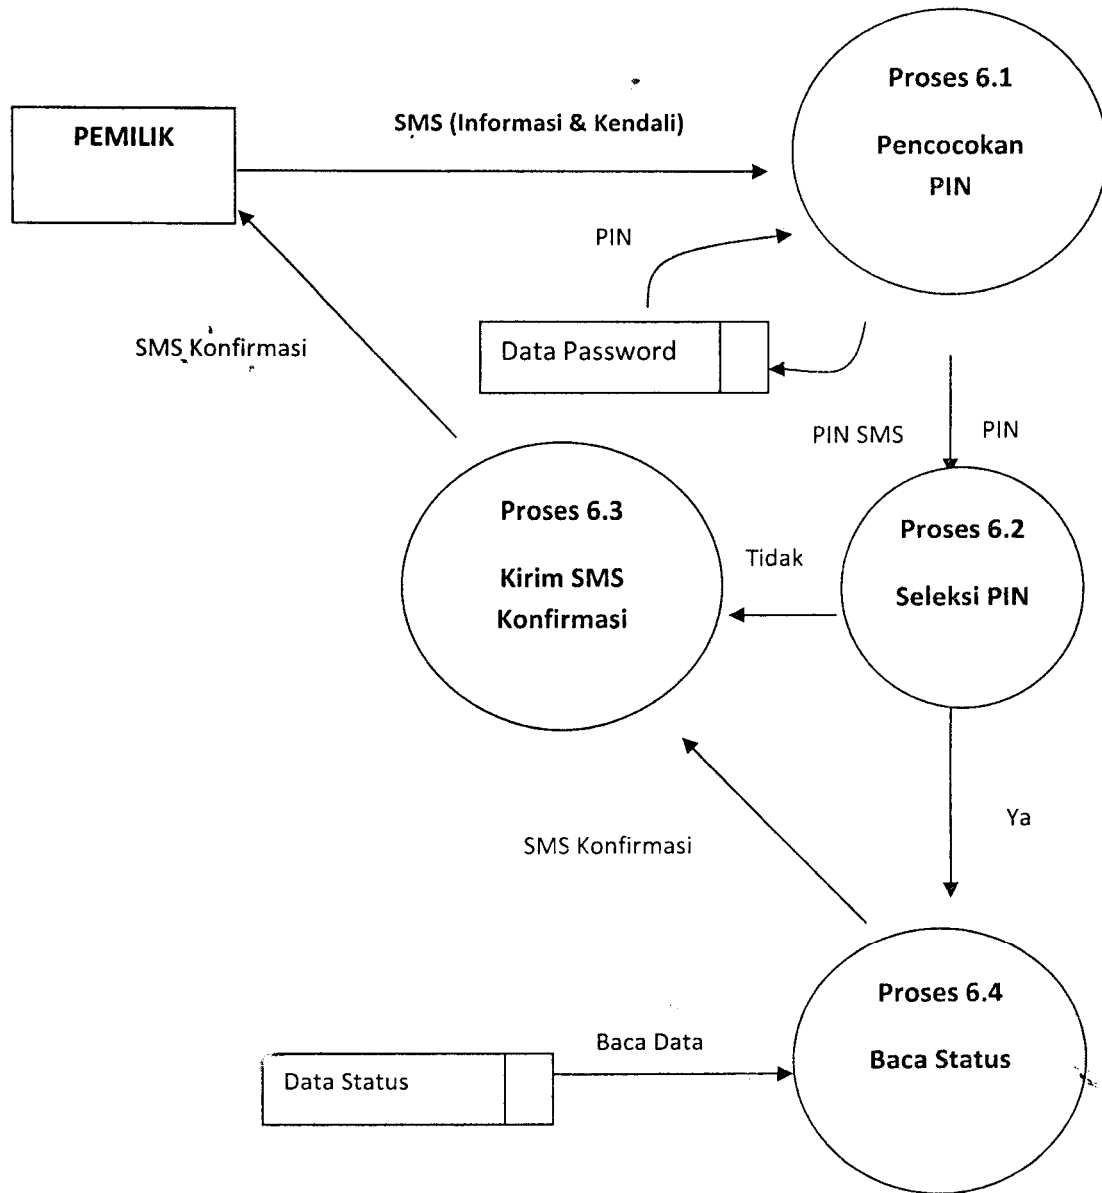 Proses 6.1
PEMILIK
SMS (Informasi & Kendali)
Pencocokan
PIN
PIN
SMS Konfirmasi
Data Password
PIN SMS
PIN
Proses 6.3
Kirim SMS
Konfirmasi
Tidak
Proses 6.2
Seleksi PIN
Ya
SMS Konfirmasi
Proses 6.4
Baca Status
Baca Data
Data Status